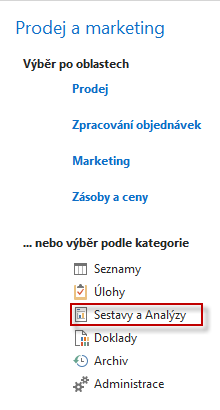 Prodej a marketing
Výběr po oblastech
Prodej
Zpracování objednávek
Marketing
Zásoby a ceny
... nebo výběr podle kategorie
Seznamy
Úlohy
Sestavy a Analýzy
Doklady
Archiv
Administrace